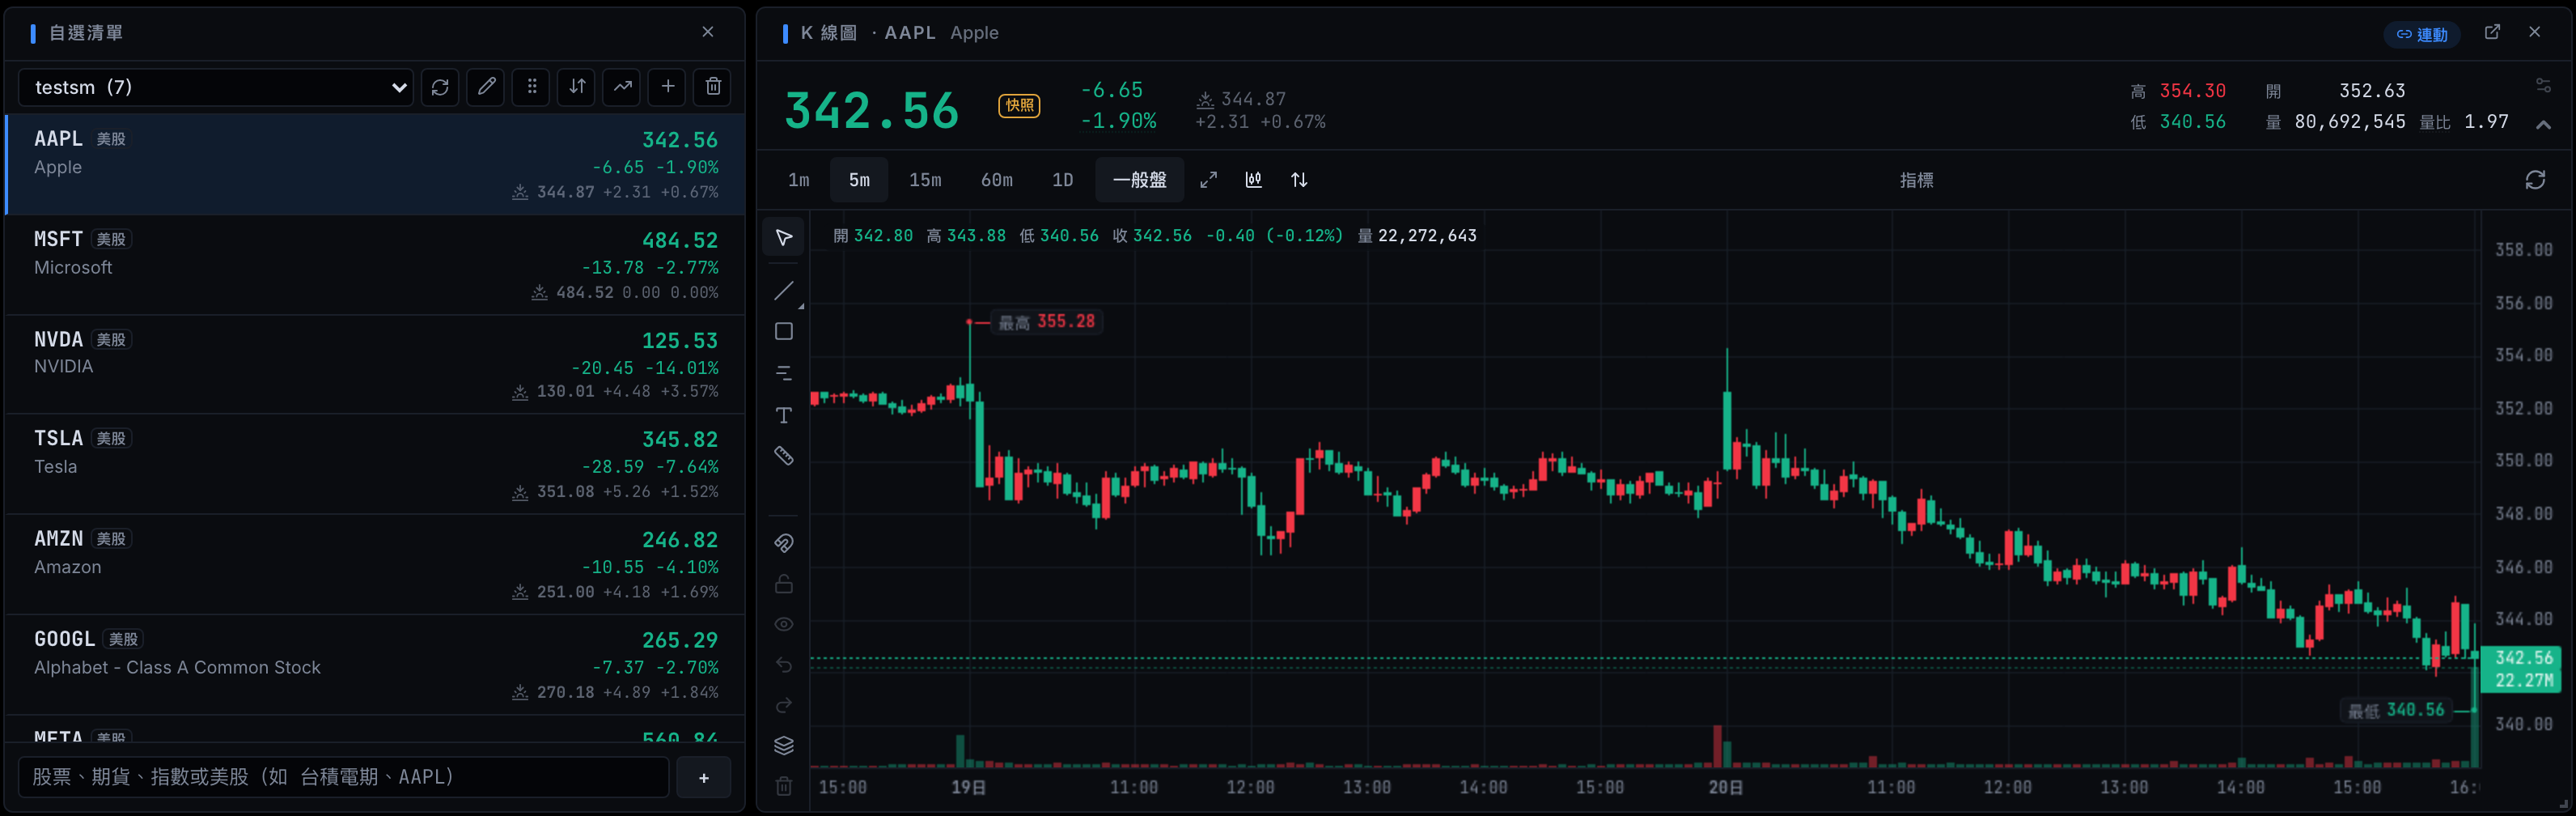 自選清單
testsm (7)
AAPL 美股 342.56
Apple -6.65 -1.90%
344.87 +2.31 +0.67%
MSFT 美股 484.52
Microsoft -13.78 -2.77%
484.52 0.00 0.00%
NVDA 美股 125.53
NVIDIA -20.45 -14.01%
130.01 +4.48 +3.57%
TSLA 美股 345.82
Tesla -28.59 -7.64%
351.08 +5.26 +1.52%
AMZN 美股 246.82
Amazon -10.55 -4.10%
251.00 +4.18 +1.69%
GOOGL 美股 265.29
Alphabet - Class A Common Stock -7.37 -2.70%
270.18 +4.89 +1.84%
META 美股 560.84
股票、期貨、指數或美股 (如 台積電期、AAPL)
+
K 線圖 · AAPL Apple
連動
342.56 快照
-6.65
-1.90%
344.87
+2.31 +0.67%
高 354.30 開 352.63
低 340.56 量 80,692,545 量比 1.97
1m 5m 15m 60m 1D 一般盤 指標
開 342.80 高 343.88 低 340.56 收 342.56 -0.40 (-0.12%) 量 22,272,643
最高 355.28
最低 340.56
358.00
356.00
354.00
352.00
350.00
348.00
346.00
344.00
342.56
22.27M
340.00
15:00 19日 11:00 12:00 13:00 14:00 15:00 20日 11:00 12:00 13:00 14:00 15:00 16: